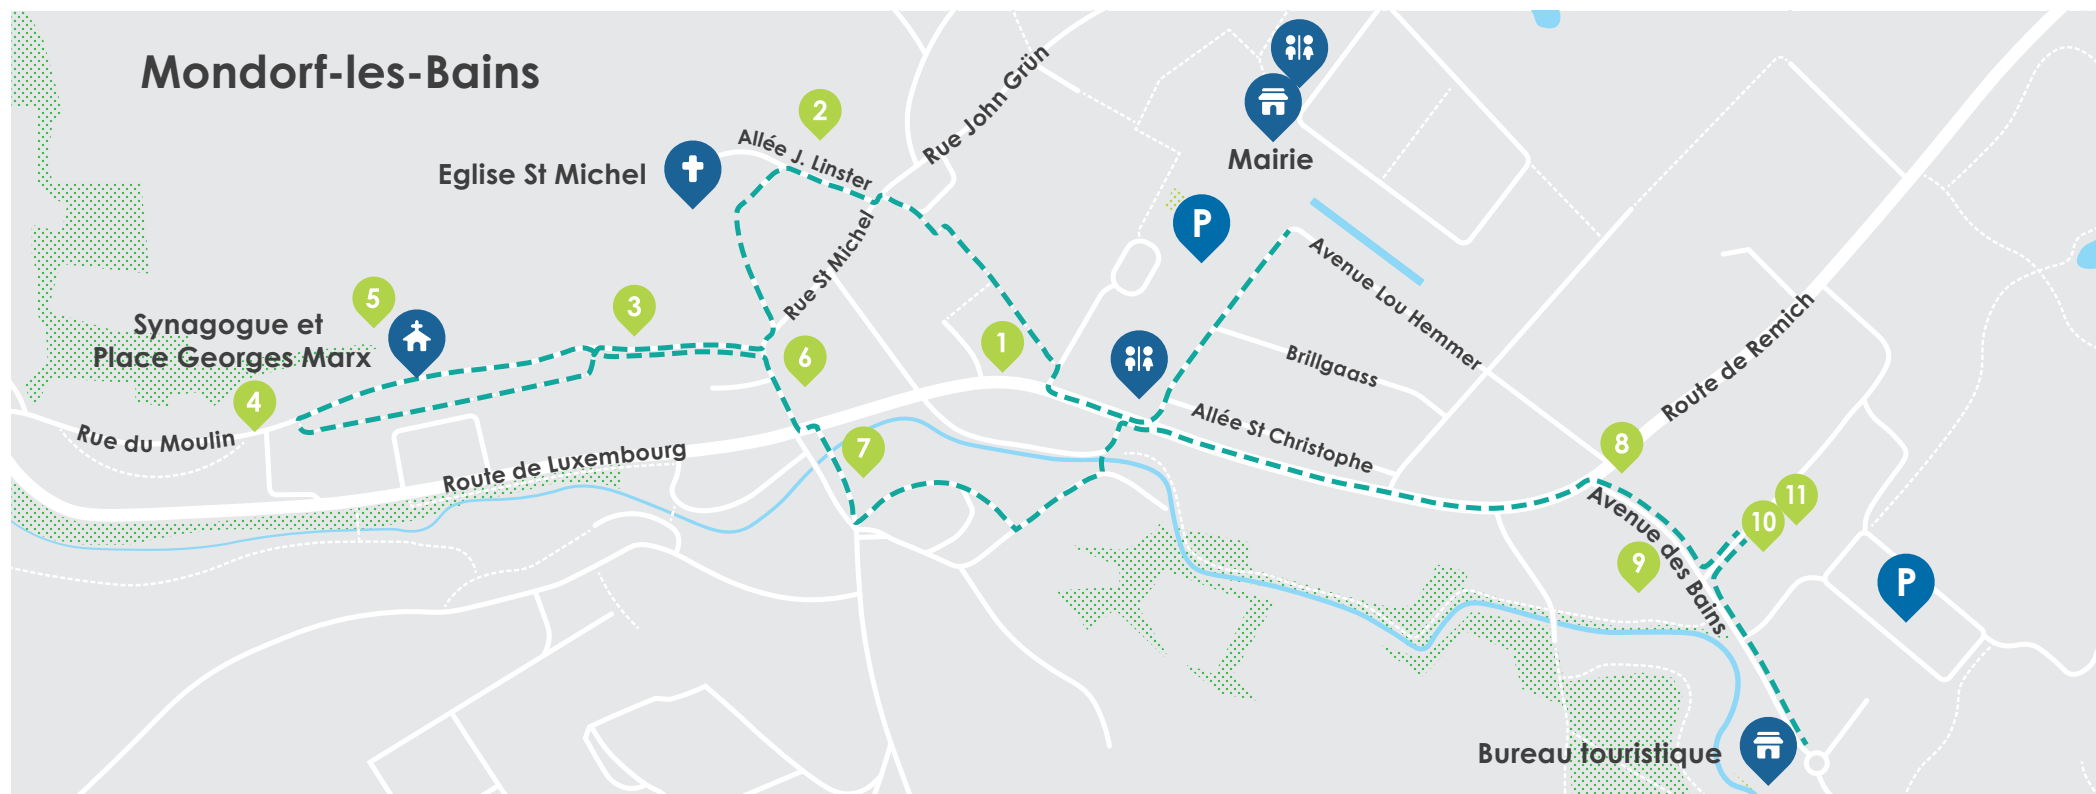 Mondorf-les-Bains
2
Allée J. Linster
Rue John Grün
Mairie
Eglise St Michel
P
Rue St Michel
Avenue Lou Hemmer
5
3
Synagogue et
Place Georges Marx
6
1
Brillgaass
Route de Remich
4
Rue du Moulin
Allée St Christophe
7
8
Route de Luxembourg
Avenue des Bains
11
10
9
P
Bureau touristique